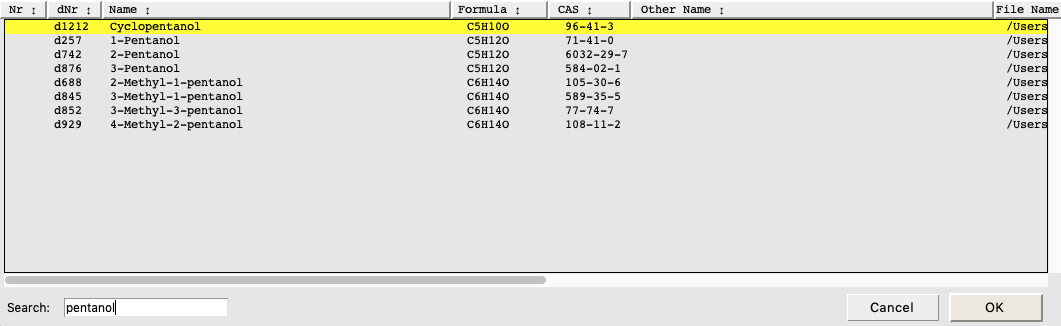 Nr ↕ dNr ↕ Name ↕ Formula ↕ CAS ↕ Other Name ↕ File Name
d1212 Cyclopentanol C5H10O 96-41-3 /Users
d257 1-Pentanol C5H12O 71-41-0 /Users
d742 2-Pentanol C5H12O 6032-29-7 /Users
d876 3-Pentanol C5H12O 584-02-1 /Users
d688 2-Methyl-1-pentanol C6H14O 105-30-6 /Users
d845 3-Methyl-1-pentanol C6H14O 589-35-5 /Users
d852 3-Methyl-3-pentanol C6H14O 77-74-7 /Users
d929 4-Methyl-2-pentanol C6H14O 108-11-2 /Users
Search: pentanol Cancel OK